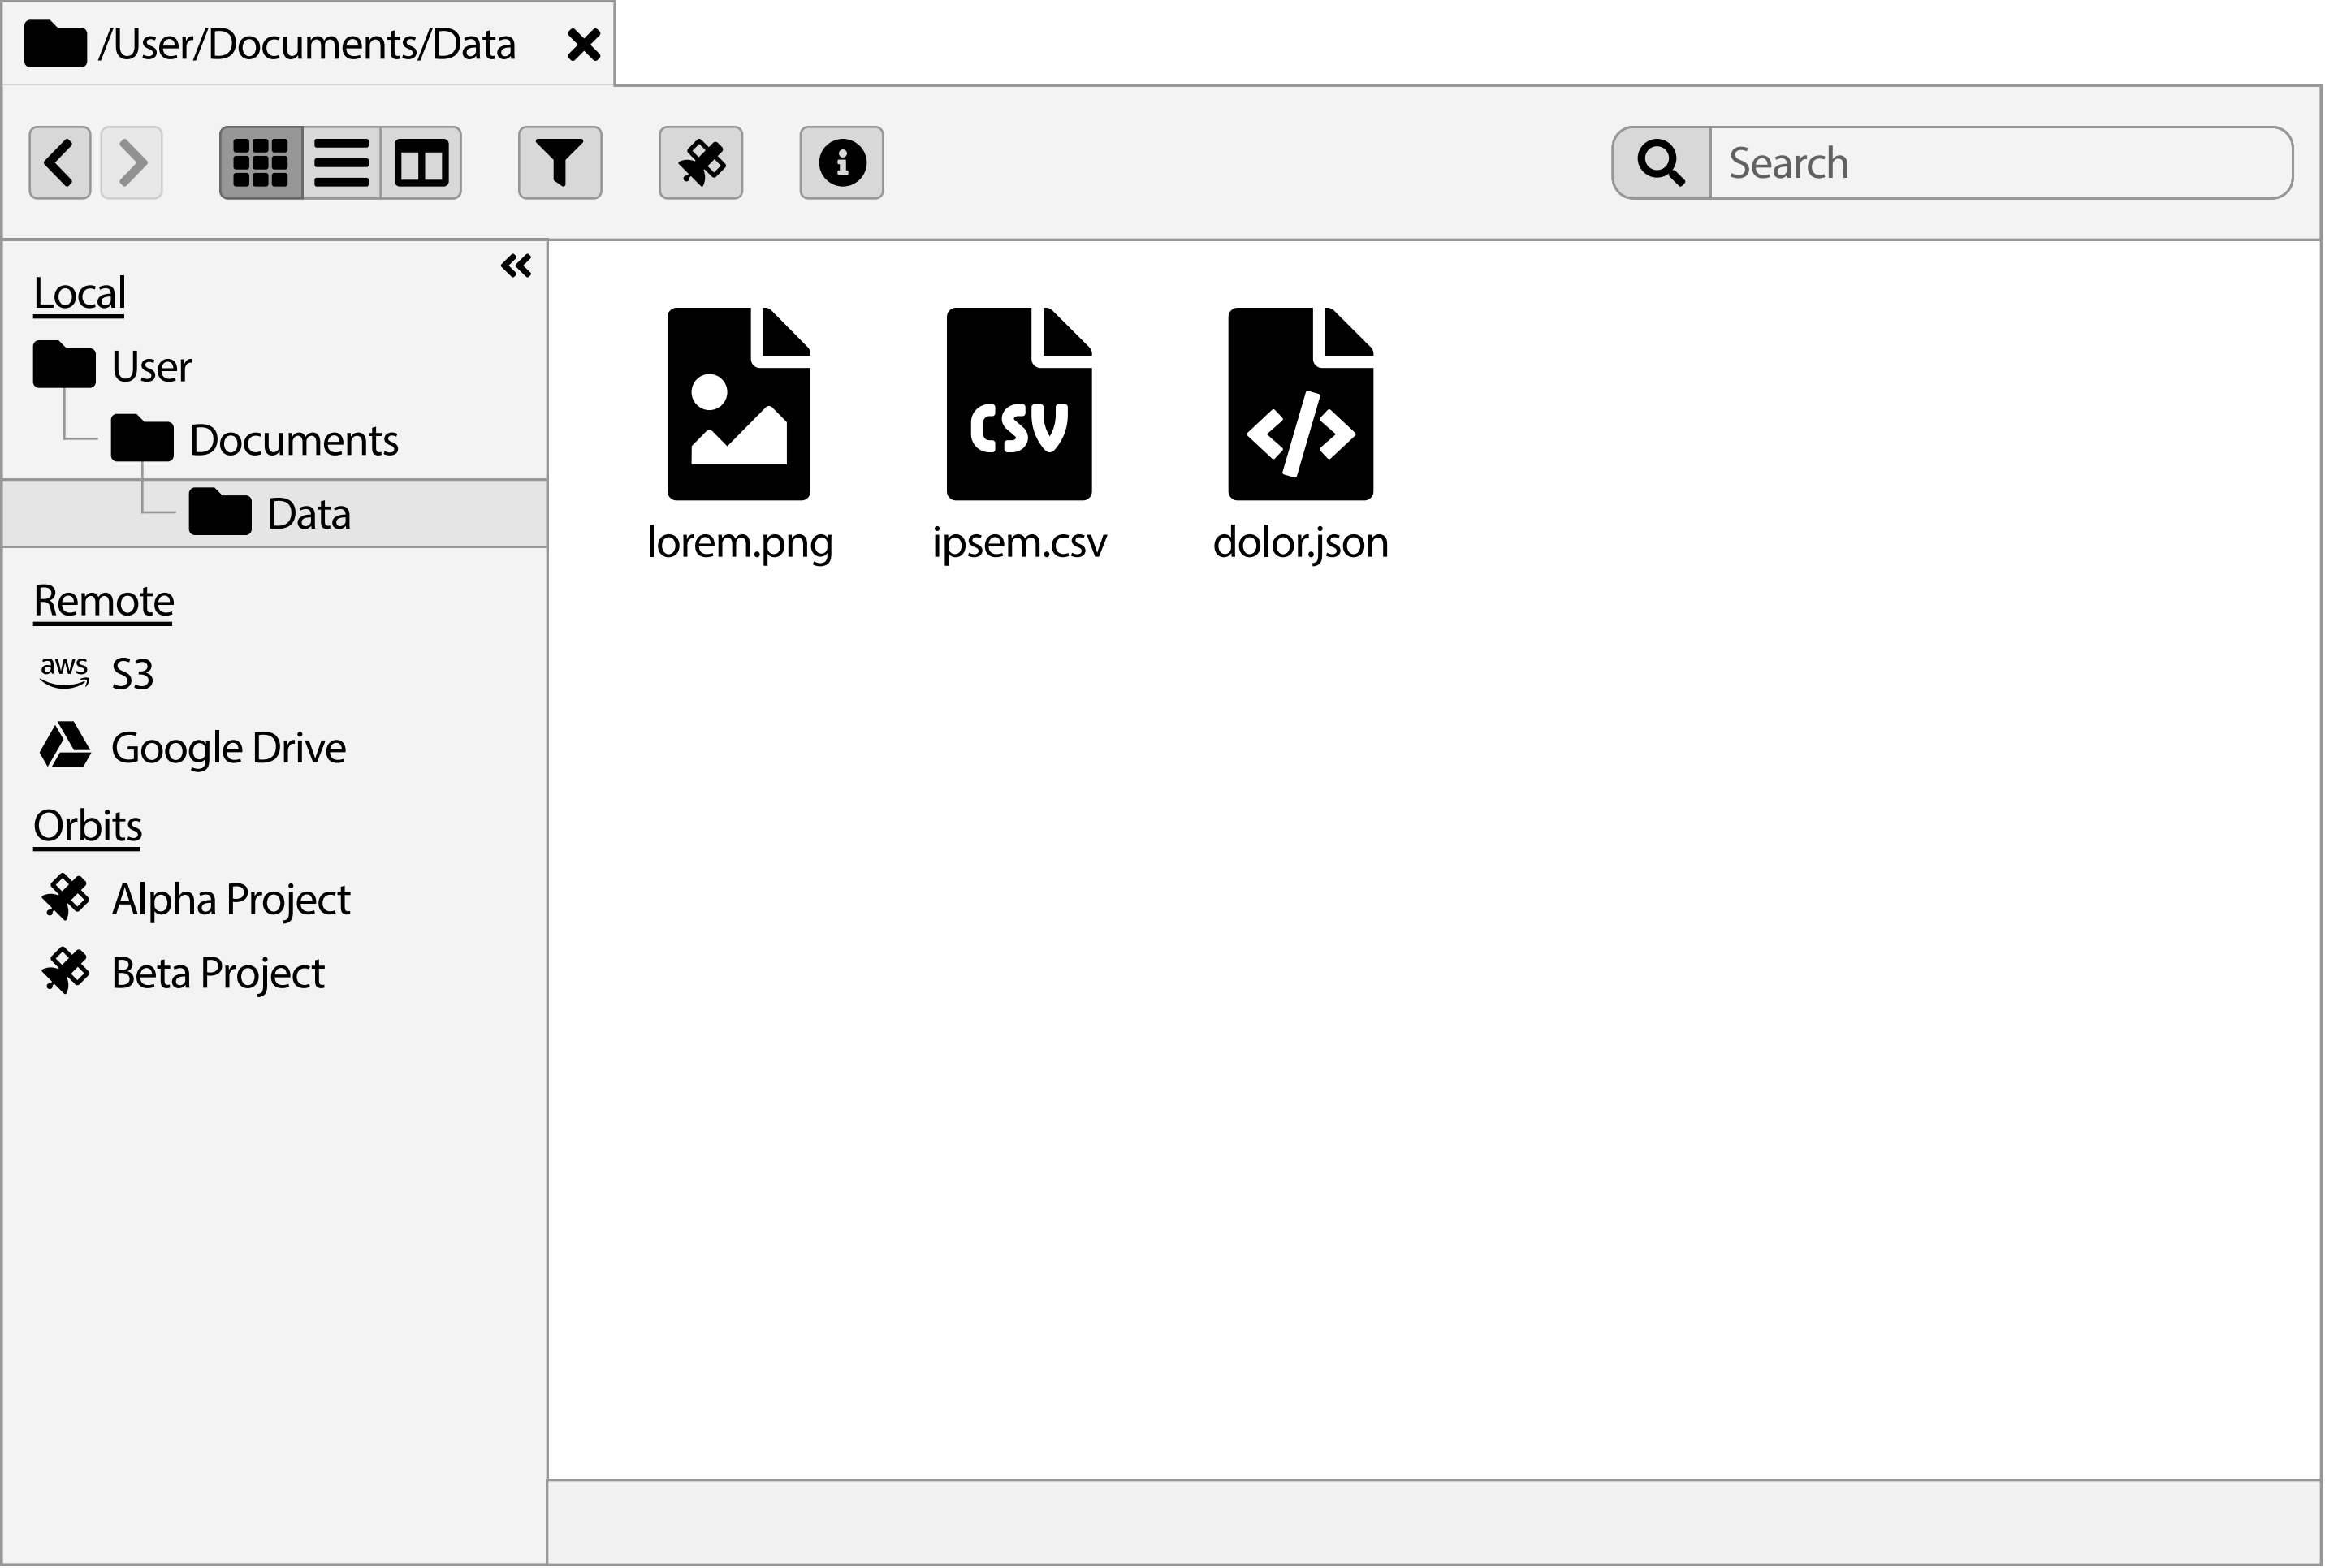 /User/Documents/Data
Search
Local
User
Documents
Data
Remote
aws S3
Google Drive
Orbits
Alpha Project
Beta Project
lorem.png
csv
ipsem.csv
dolor.json